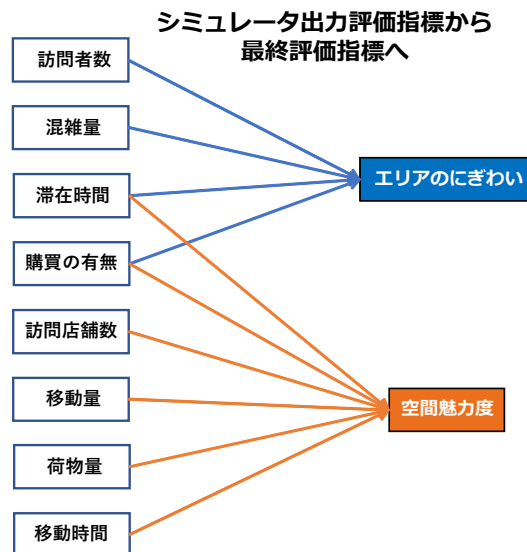 シミュレータ出力評価指標から
最終評価指標へ
訪問者数
混雑量
滞在時間
購買の有無
訪問店舗数
移動量
荷物量
移動時間
エリアのにぎわい
空間魅力度